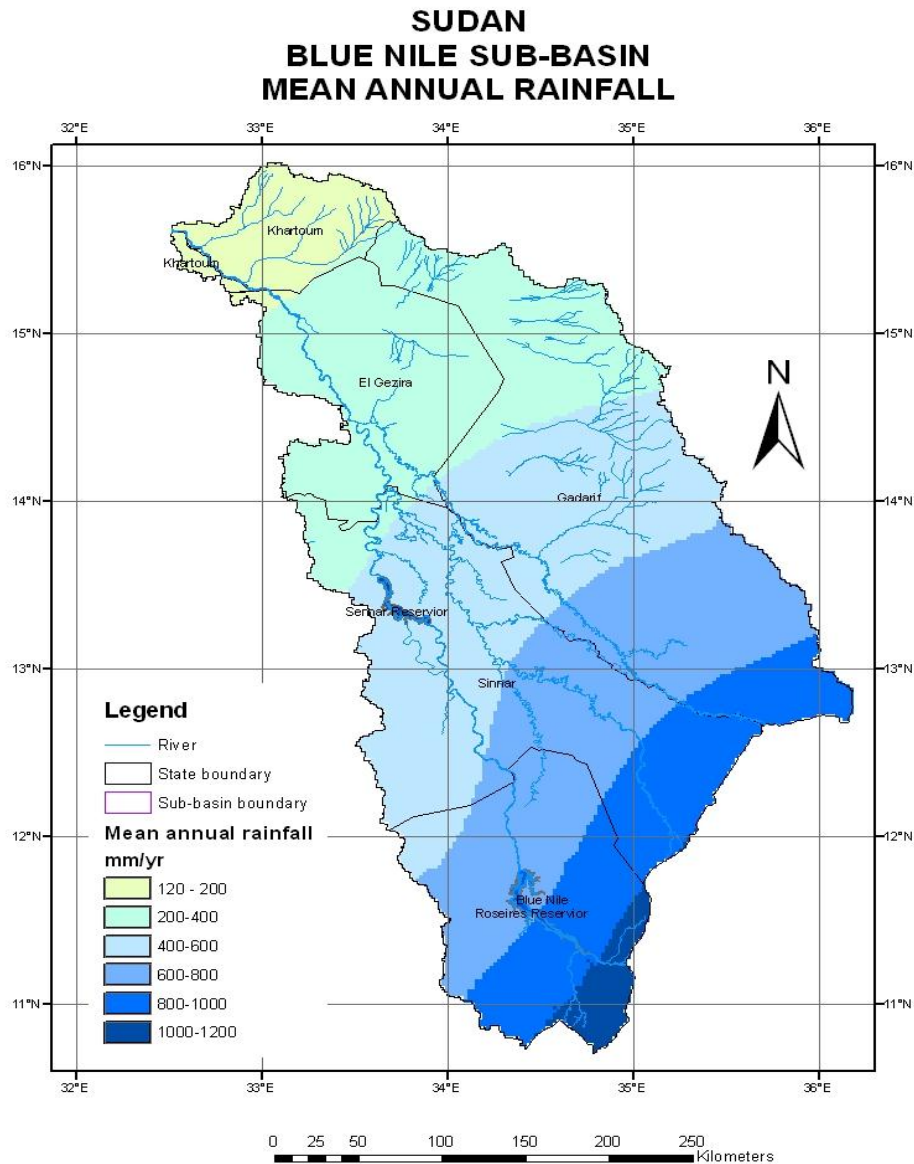 SUDAN
BLUE NILE SUB-BASIN
MEAN ANNUAL RAINFALL
32°E 33°E 34°E 35°E 36°E
16°N 16°N
Khartoum
Khartoum
15°N 15°N
El Gezira
N
14°N 14°N
Gadarif
Sennar Reservior
13°N 13°N
Sinnar
Legend
River
State boundary
Sub-basin boundary
12°N 12°N
Mean annual rainfall
mm/yr
120 - 200
200-400
400-600
600-800
800-1000
1000-1200
Blue Nile
Roseires Reservior
11°N 11°N
32°E 33°E 34°E 35°E 36°E
0 25 50 100 150 200 250
Kilometers